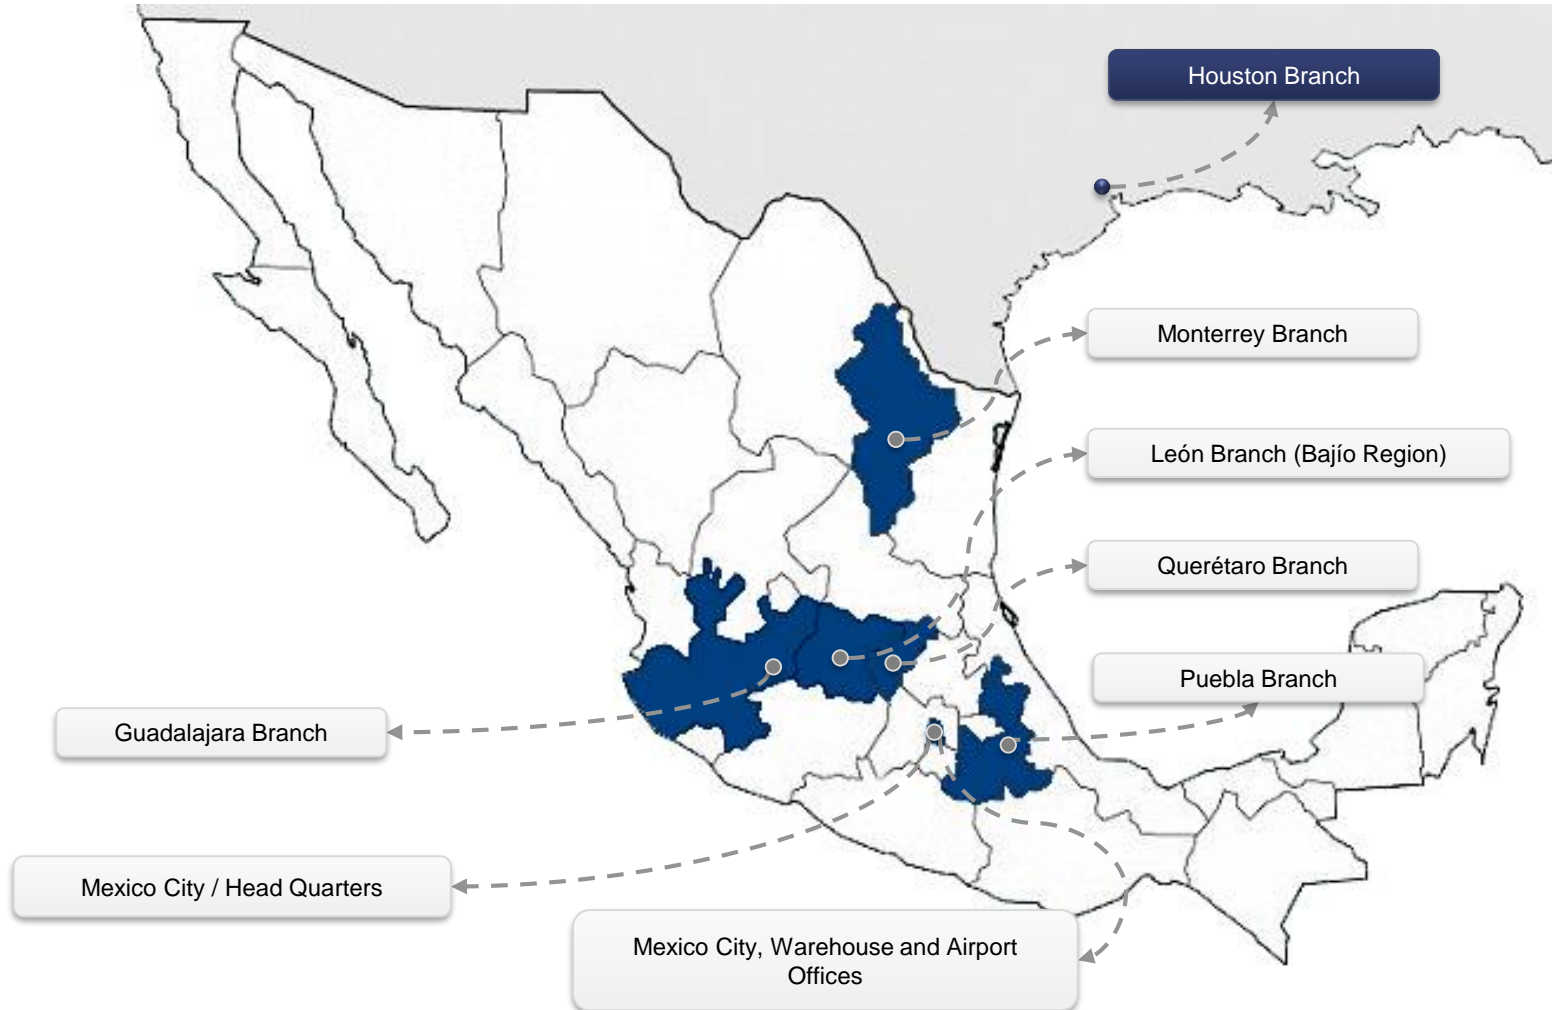 Houston Branch
Monterrey Branch
León Branch (Bajío Region)
Querétaro Branch
Puebla Branch
Guadalajara Branch
Mexico City / Head Quarters
Mexico City, Warehouse and Airport
Offices